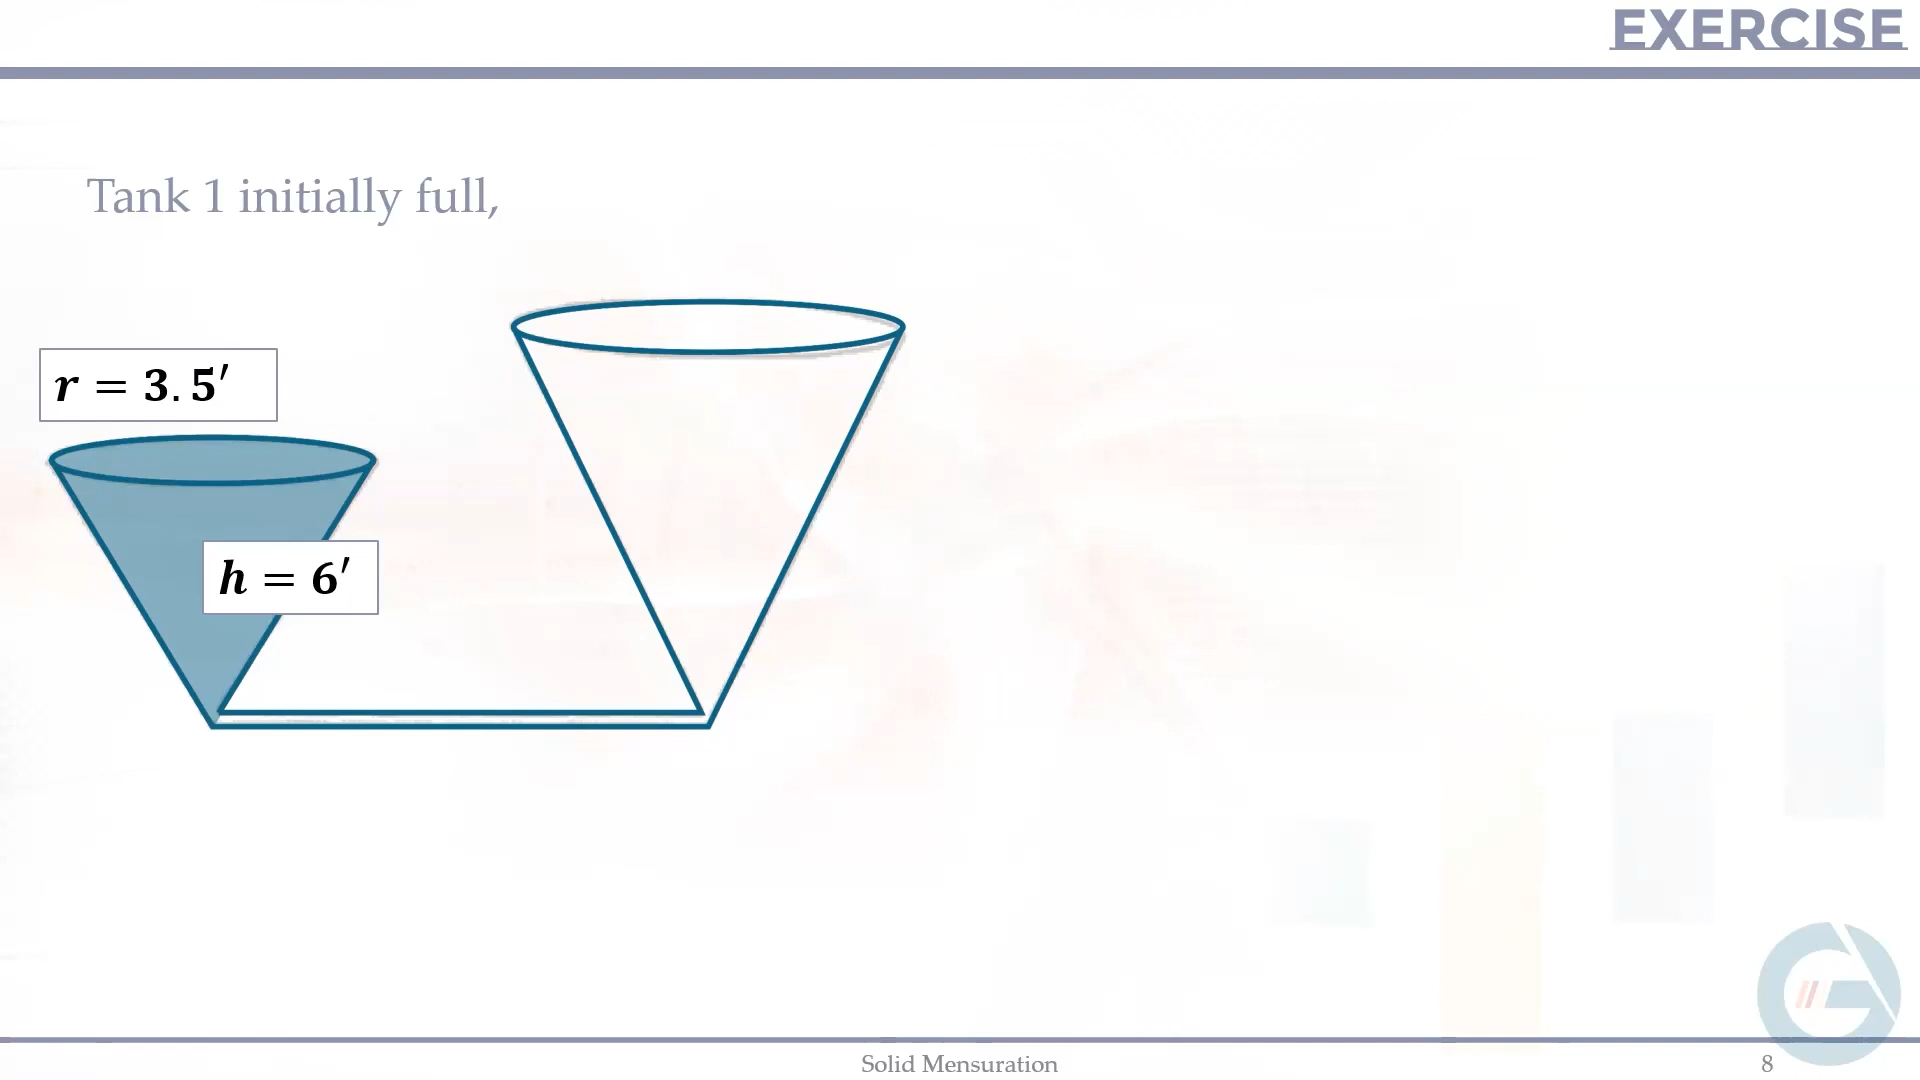 EXERCISE
Tank 1 initially full,
r = 3.5′
h = 6′
Solid Mensuration
8